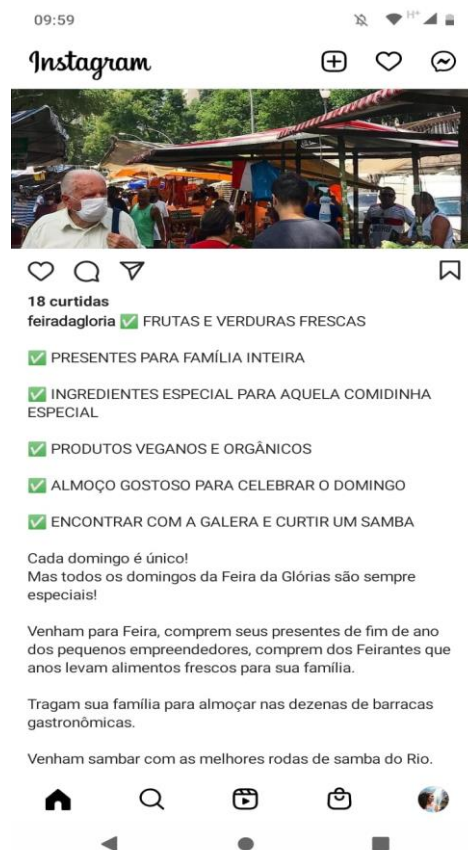 09:59
H+
Instagram
18 curtidas
feiradagloria ✅ FRUTAS E VERDURAS FRESCAS
✅ PRESENTES PARA FAMÍLIA INTEIRA
✅ INGREDIENTES ESPECIAL PARA AQUELA COMIDINHA
ESPECIAL
✅ PRODUTOS VEGANOS E ORGÂNICOS
✅ ALMOÇO GOSTOSO PARA CELEBRAR O DOMINGO
✅ ENCONTRAR COM A GALERA E CURTIR UM SAMBA
Cada domingo é único!
Mas todos os domingos da Feira da Glórias são sempre
especiais!
Venham para Feira, comprem seus presentes de fim de ano
dos pequenos empreendedores, comprem dos Feirantes que
anos levam alimentos frescos para sua família.
Tragam sua família para almoçar nas dezenas de barracas
gastronômicas.
Venham sambar com as melhores rodas de samba do Rio.